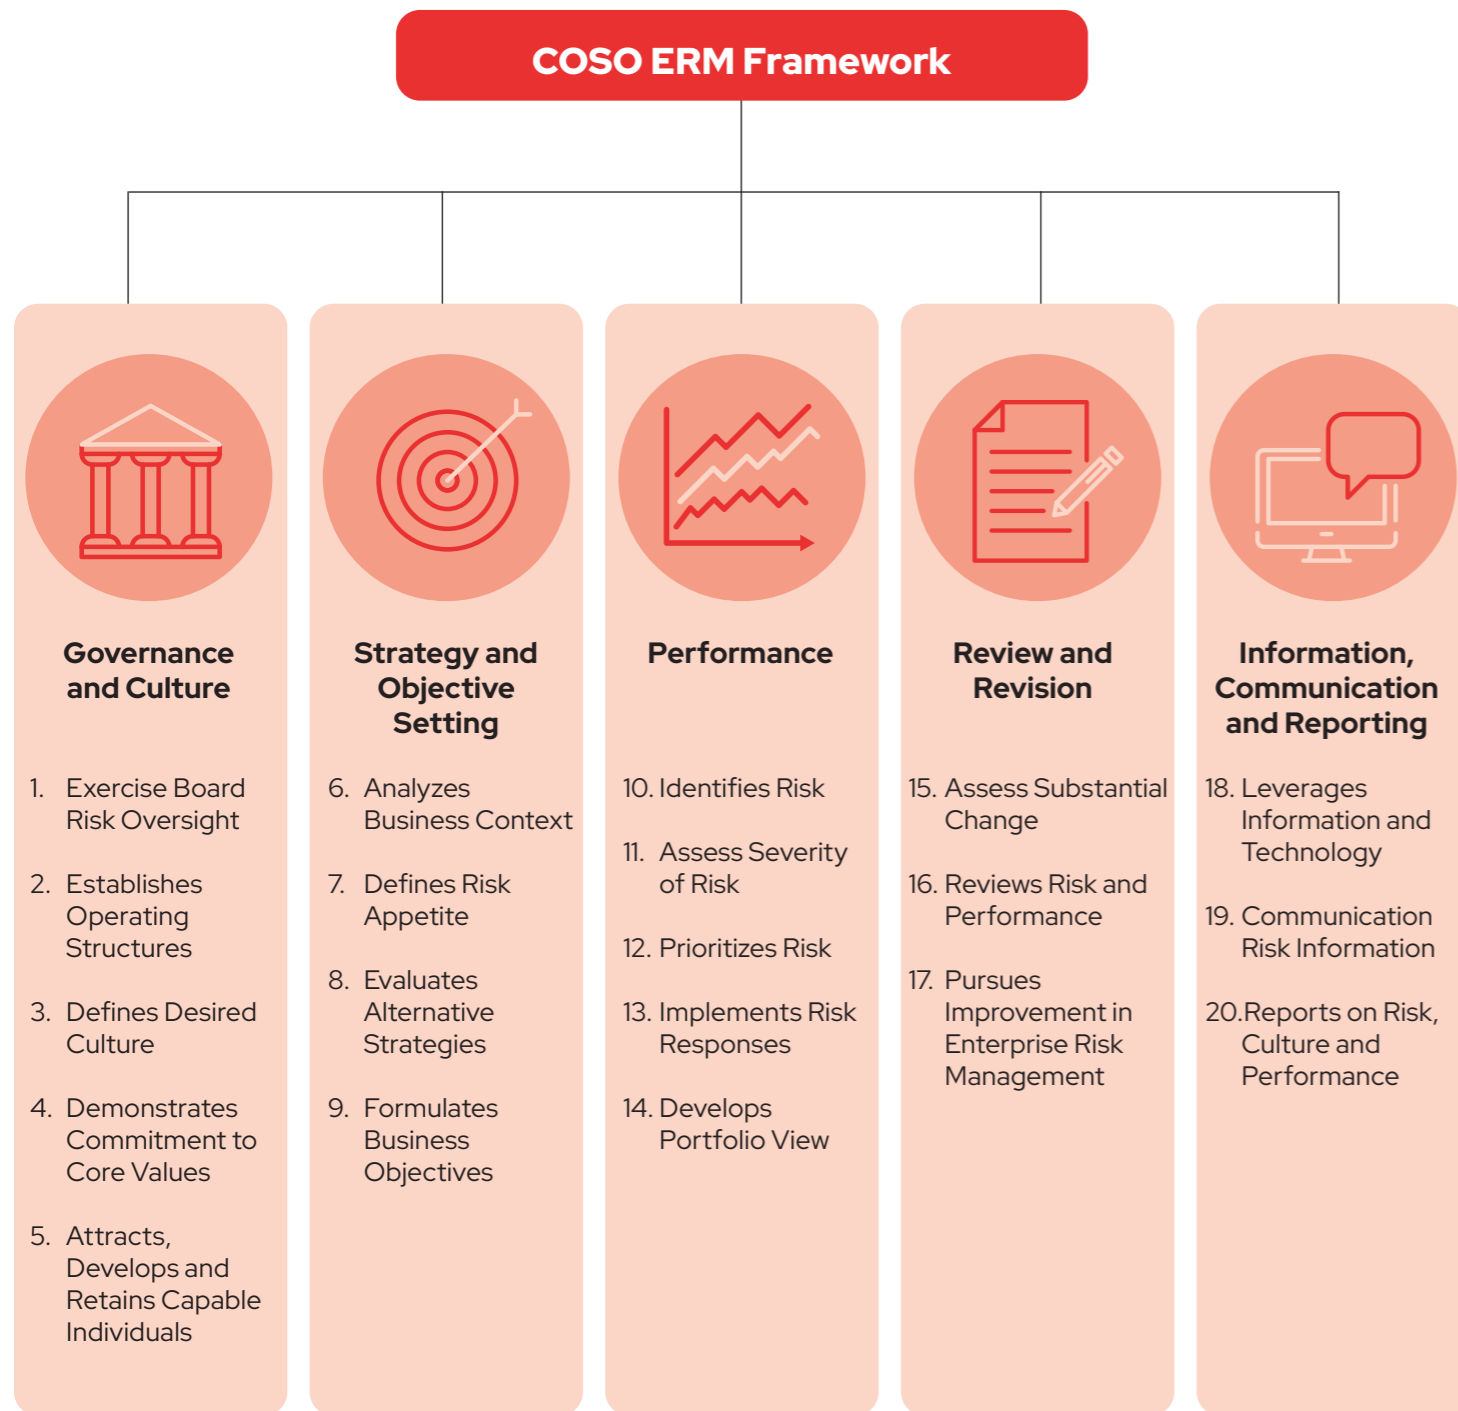 COSO ERM Framework
Governance
and Culture
1. Exercise Board
Risk Oversight
2. Establishes
Operating
Structures
3. Defines Desired
Culture
4. Demonstrates
Commitment to
Core Values
5. Attracts,
Develops and
Retains Capable
Individuals
Strategy and
Objective
Setting
6. Analyzes
Business Context
7. Defines Risk
Appetite
8. Evaluates
Alternative
Strategies
9. Formulates
Business
Objectives
Performance
10. Identifies Risk
11. Assess Severity
of Risk
12. Prioritizes Risk
13. Implements Risk
Responses
14. Develops
Portfolio View
Review and
Revision
15. Assess Substantial
Change
16. Reviews Risk and
Performance
17. Pursues
Improvement in
Enterprise Risk
Management
Information,
Communication
and Reporting
18. Leverages
Information and
Technology
19. Communication
Risk Information
20.Reports on Risk,
Culture and
Performance